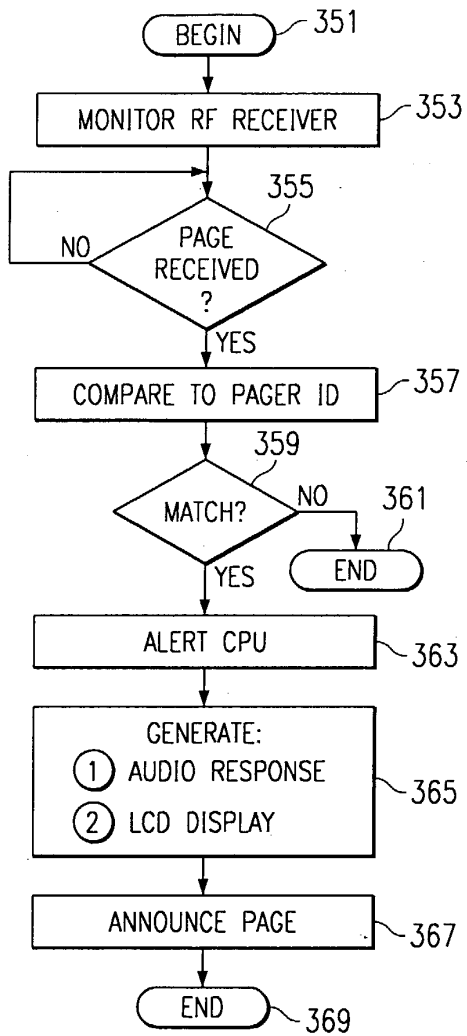 BEGIN
351
MONITOR RF RECEIVER
353
355
NO
PAGE
RECEIVED
?
YES
COMPARE TO PAGER ID
357
359
MATCH?
NO
361
END
YES
ALERT CPU
363
GENERATE:
1 AUDIO RESPONSE
2 LCD DISPLAY
365
ANNOUNCE PAGE
367
END
369